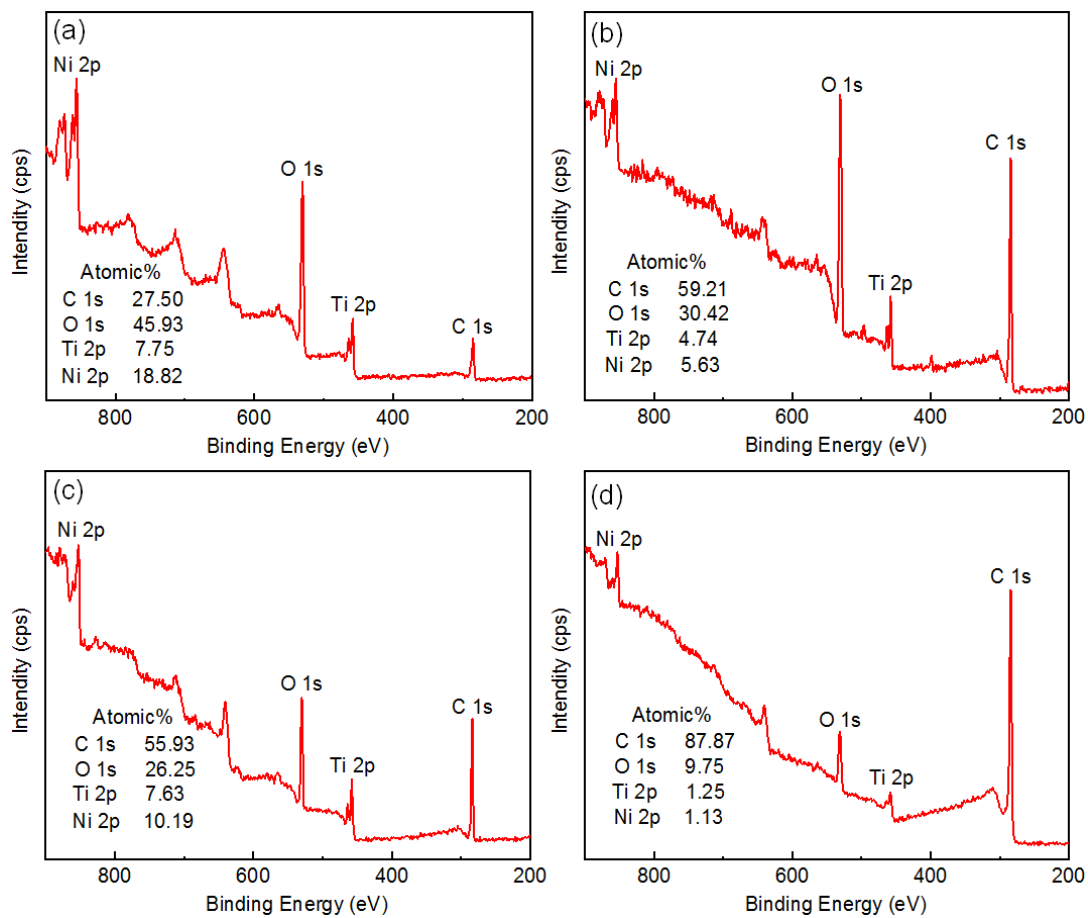 (a)
Ni 2p
O 1s
Ti 2p
C 1s
Atomic%
C 1s 27.50
O 1s 45.93
Ti 2p 7.75
Ni 2p 18.82
Intendity (cps)
800 600 400 200
Binding Energy (eV)
(b)
Ni 2p
O 1s
C 1s
Ti 2p
Atomic%
C 1s 59.21
O 1s 30.42
Ti 2p 4.74
Ni 2p 5.63
Intendity (cps)
800 600 400 200
Binding Energy (eV)
(c)
Ni 2p
O 1s
C 1s
Ti 2p
Atomic%
C 1s 55.93
O 1s 26.25
Ti 2p 7.63
Ni 2p 10.19
Intendity (cps)
800 600 400 200
Binding Energy (eV)
(d)
Ni 2p
C 1s
O 1s
Ti 2p
Atomic%
C 1s 87.87
O 1s 9.75
Ti 2p 1.25
Ni 2p 1.13
Intendity (cps)
800 600 400 200
Binding Energy (eV)